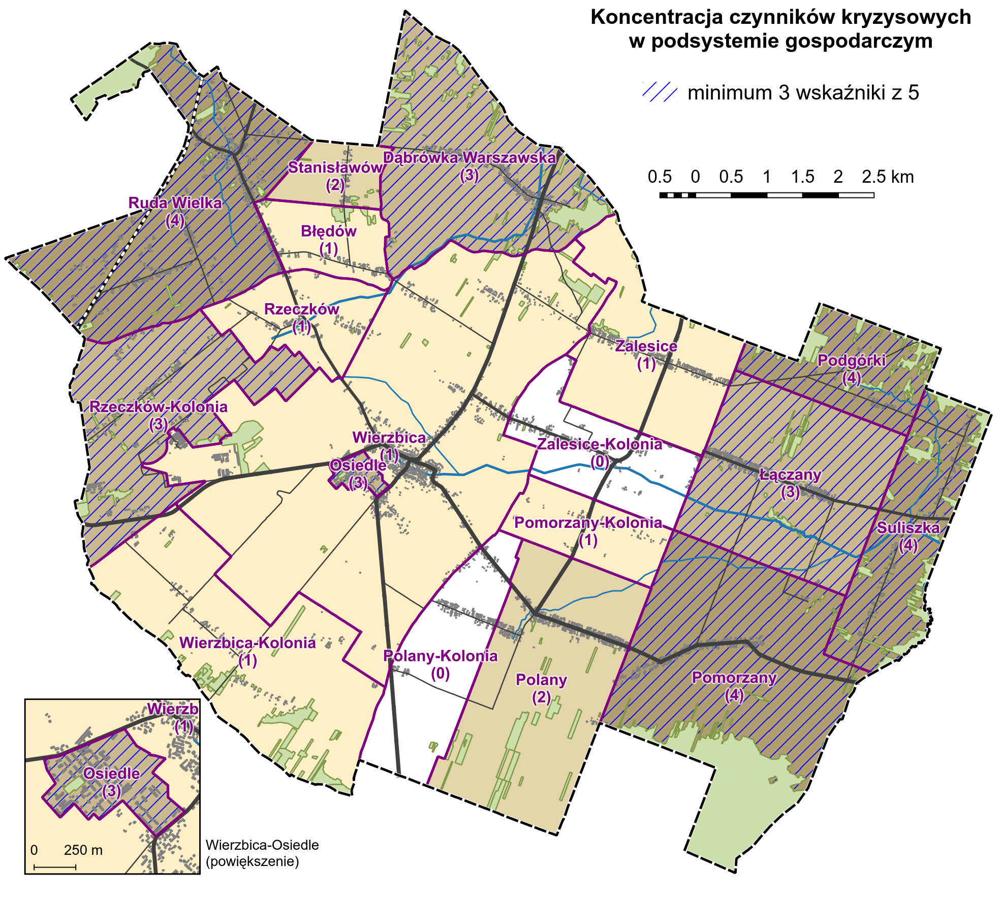 Koncentracja czynników kryzysowych
w podsystemie gospodarczym
minimum 3 wskaźniki z 5
0.5 0 0.5 1 1.5 2 2.5 km
Dąbrówka Warszawska
(3)
Stanisławów
(2)
Ruda Wielka
(4)
Błędów
(1)
Rzeczków
(1)
Zalesice
(1)
Podgórki
(4)
Rzeczków-Kolonia
(3)
Wierzbica
(1)
Zalesice-Kolonia
(0)
Osiedle
(3)
Łączany
(3)
Pomorzany-Kolonia
(1)
Suliszka
(4)
Wierzbica-Kolonia
(1)
Polany-Kolonia
(0)
Polany
(2)
Pomorzany
(4)
Wierzb
(1)
Osiedle
(3)
0 250 m
Wierzbica-Osiedle
(powiększenie)